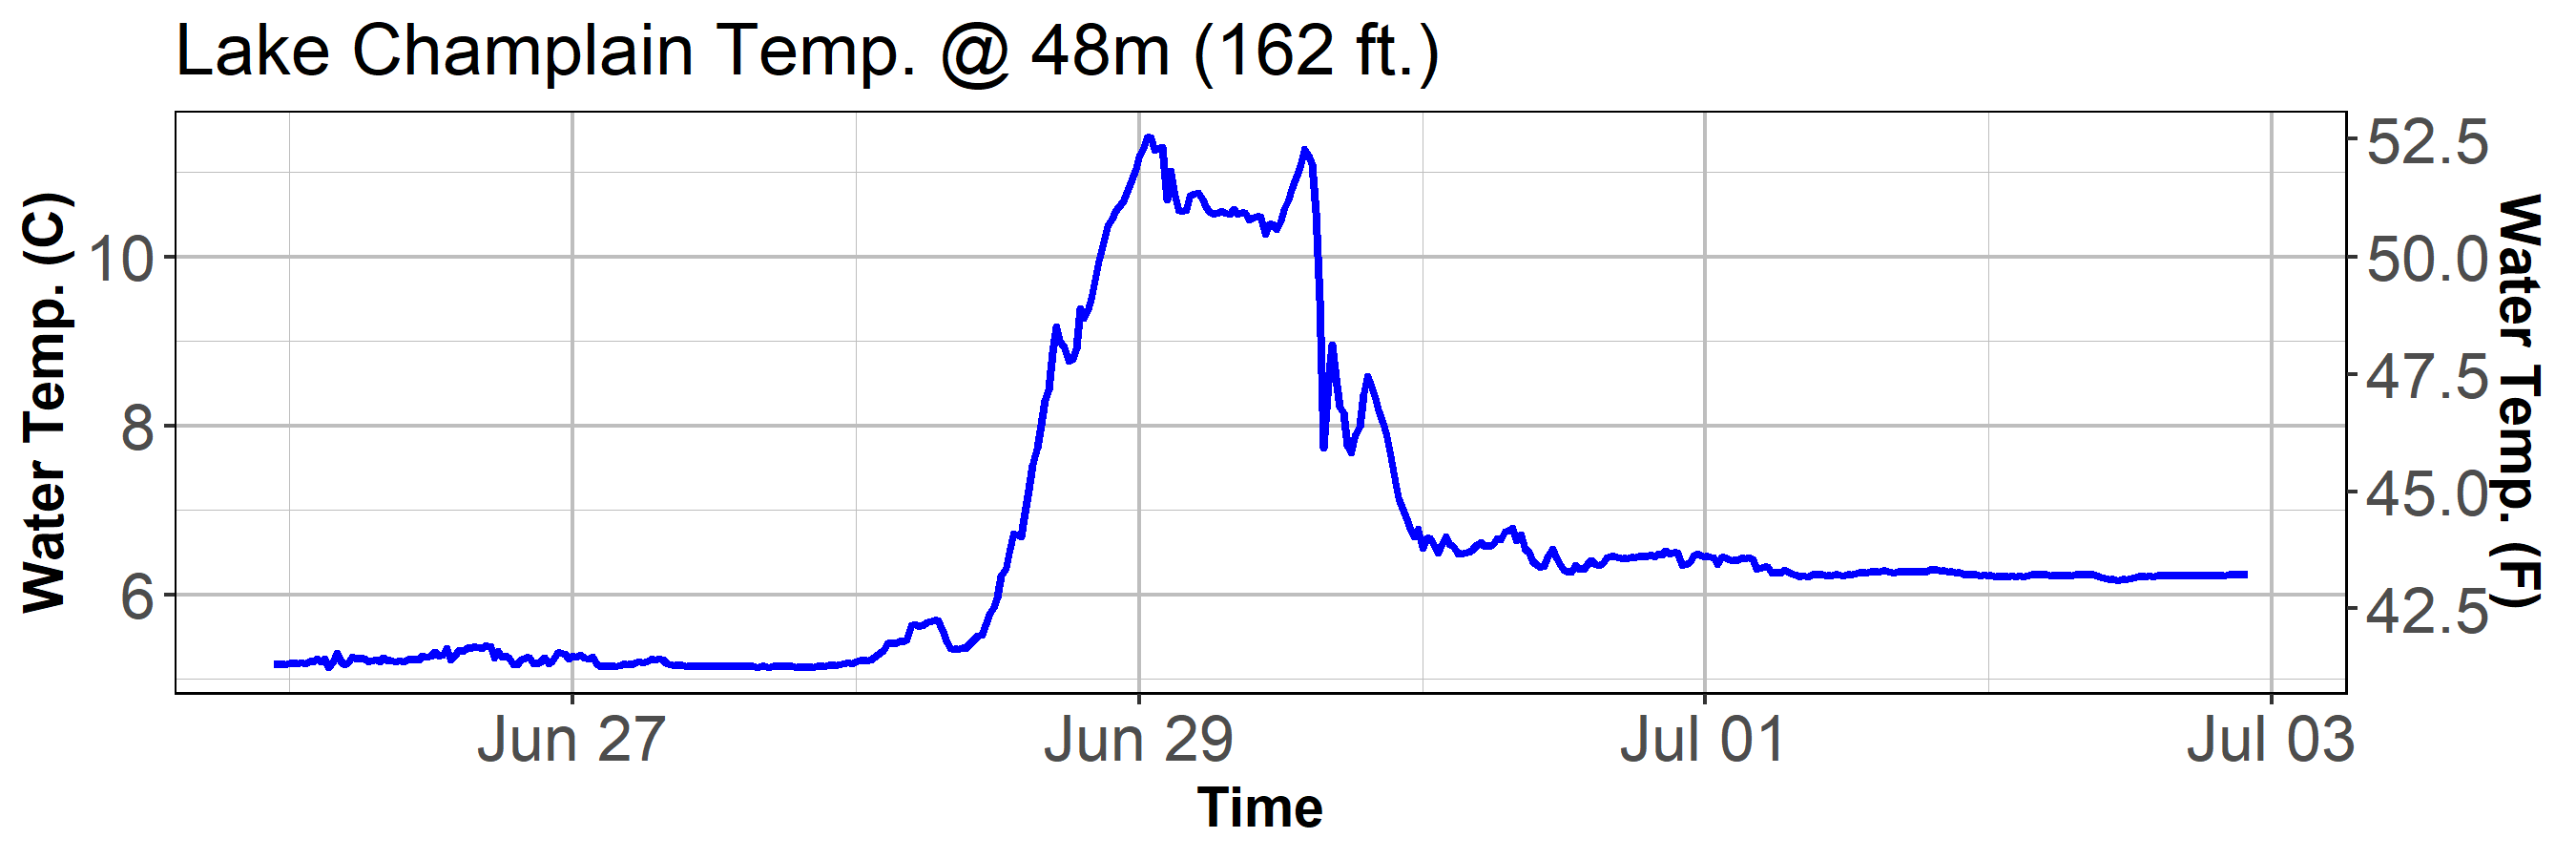 Lake Champlain Temp. @ 48m (162 ft.)
Water Temp. (C)
10
8
6
52.5
50.0
47.5
45.0
42.5
Water Temp. (F)
Jun 27
Jun 29
Jul 01
Jul 03
Time